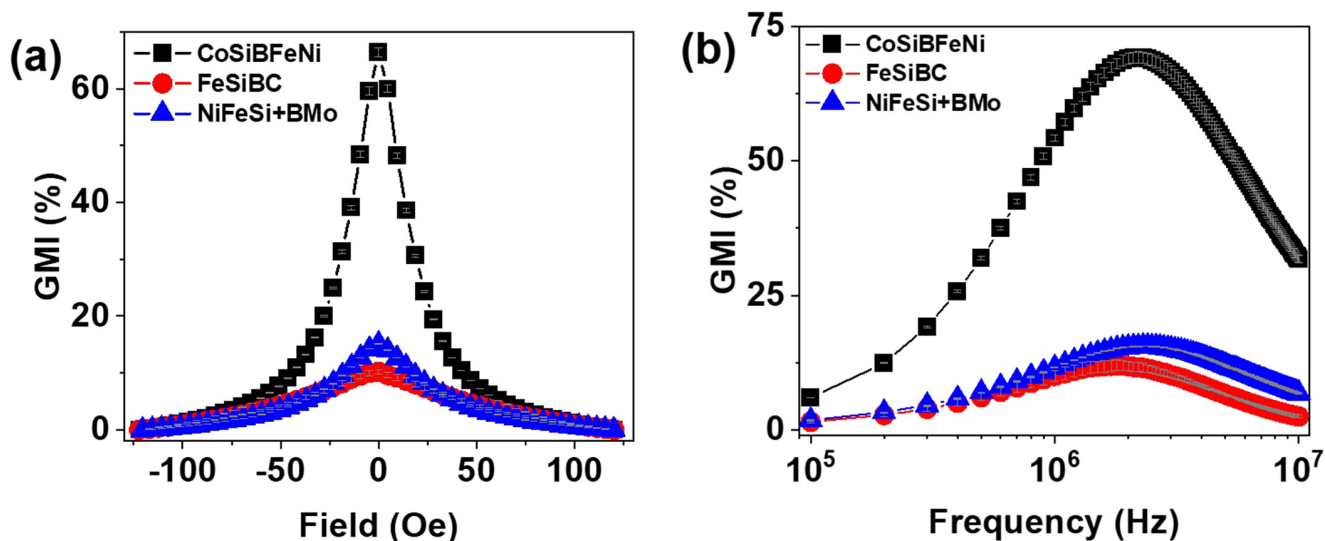 (a)
CoSiBFeNi
FeSiBC
NiFeSi+BMo
GMI (%)
60
40
20
0
-100 -50 0 50 100
Field (Oe)
(b)
CoSiBFeNi
FeSiBC
NiFeSi+BMo
GMI (%)
75
50
25
0
10⁵ 10⁶ 10⁷
Frequency (Hz)